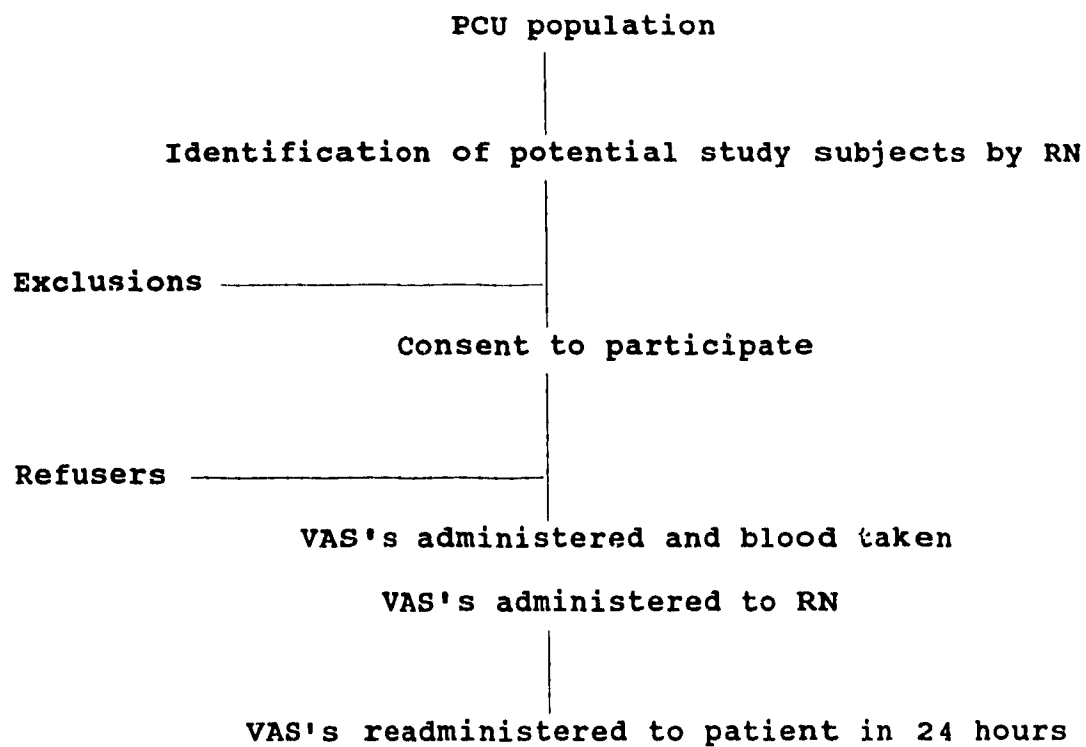 PCU population
Identification of potential study subjects by RN
Exclusions
Consent to participate
Refusers
VAS's administered and blood taken
VAS's administered to RN
VAS's readministered to patient in 24 hours